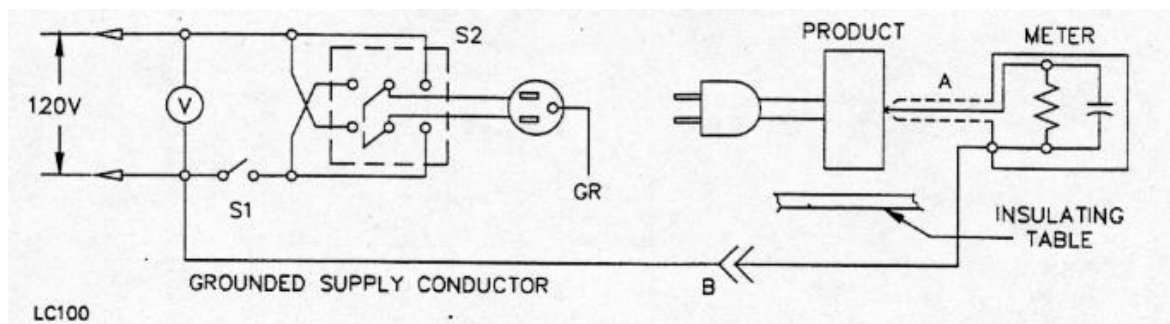 S2
PRODUCT
METER
A
120V
V
GR
S1
INSULATING
TABLE
GROUNDED SUPPLY CONDUCTOR
B
LC100